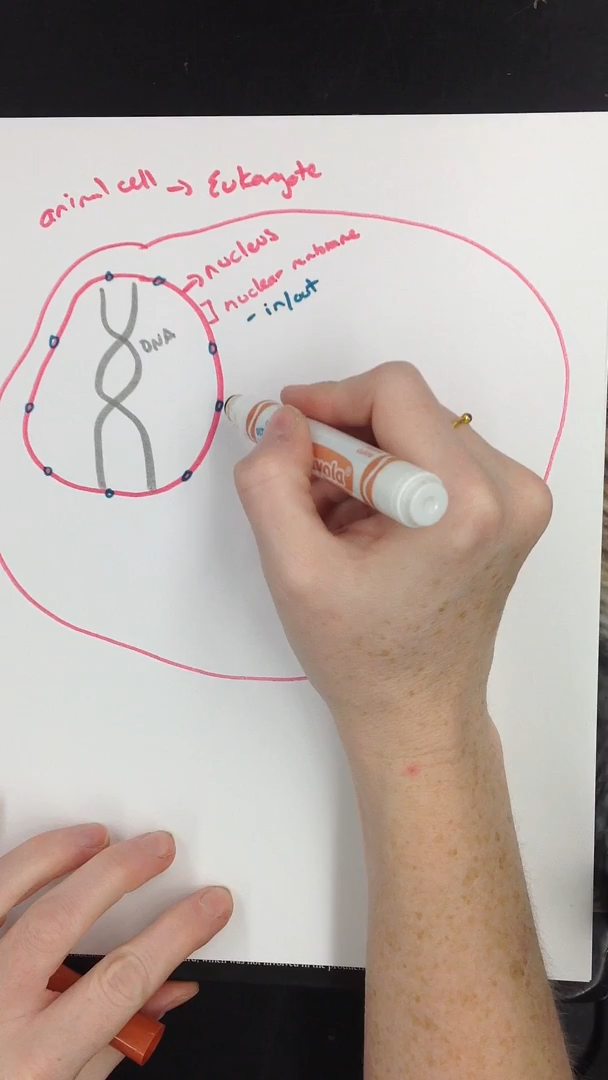 animal cell → Eukaryote
→ nucleus
nuclear membrane
- in/out
DNA